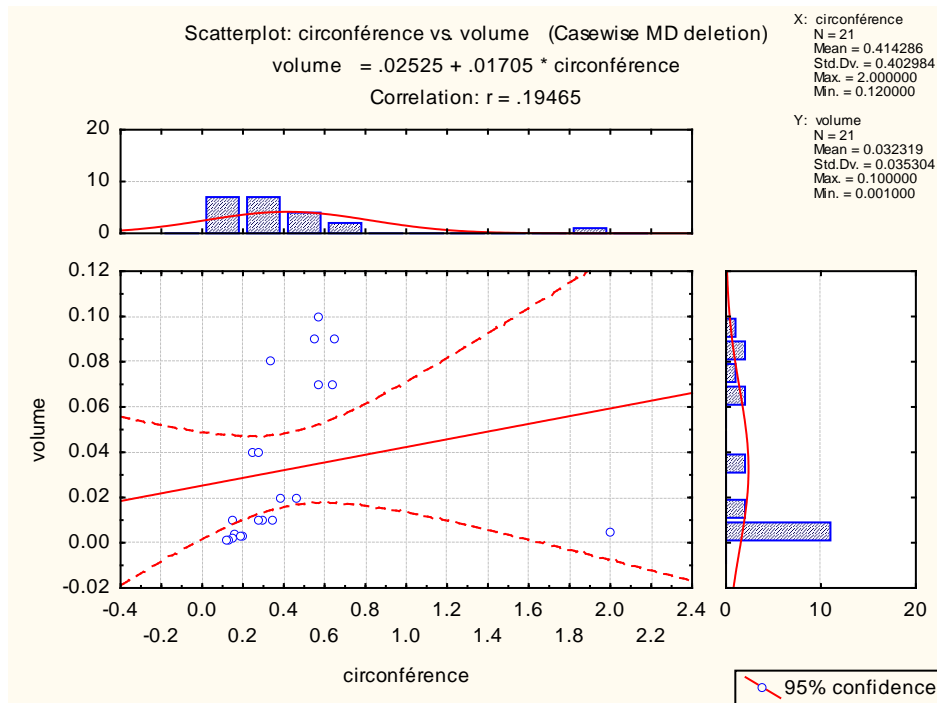 Scatterplot: circonférence vs. volume (Casewise MD deletion)
volume = .02525 + .01705 * circonférence
Correlation: r = .19465
X: circonférence
N = 21
Mean = 0.414286
Std.Dv. = 0.402984
Max. = 2.000000
Min. = 0.120000
Y: volume
N = 21
Mean = 0.032319
Std.Dv. = 0.035304
Max. = 0.100000
Min. = 0.001000
20
10
0
0.12
0.10
0.08
0.06
0.04
0.02
0.00
-0.02
volume
-0.4 0.0 0.4 0.8 1.2 1.6 2.0 2.4
-0.2 0.2 0.6 1.0 1.4 1.8 2.2
circonférence
0 10 20
95% confidence